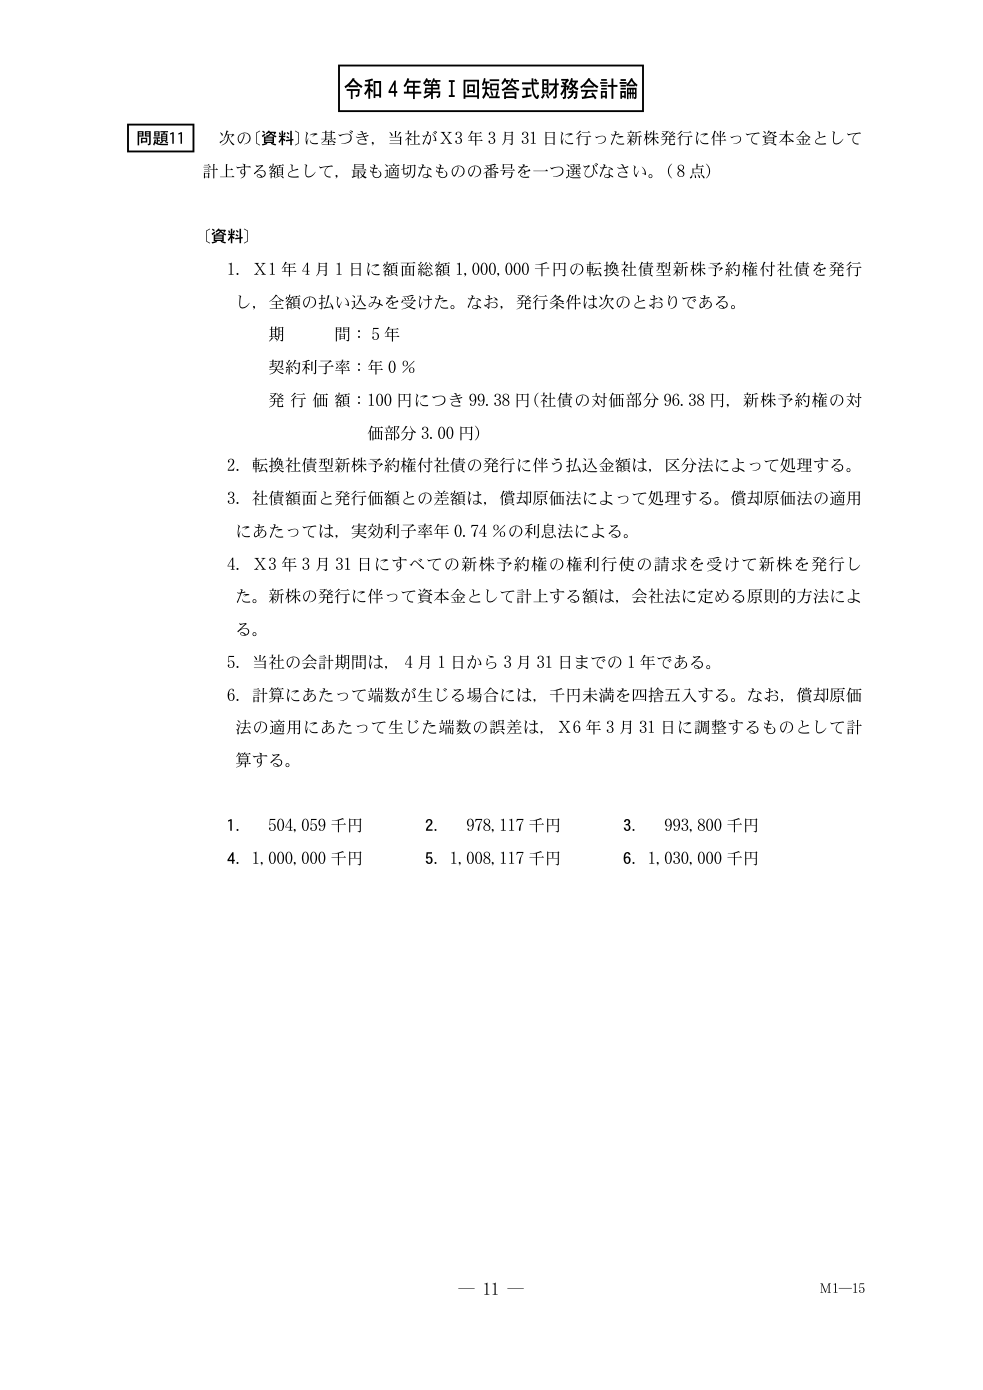 令和4年第Ⅰ回短答式財務会計論
問題11　次の〔資料〕に基づき，当社がX3年3月31日に行った新株発行に伴って資本金として
計上する額として，最も適切なものの番号を一つ選びなさい。（8点）
〔資料〕
1. X1年4月1日に額面総額1,000,000千円の転換社債型新株予約権付社債を発行
し，全額の払い込みを受けた。なお，発行条件は次のとおりである。
期　　　間：5年
契約利子率：年0％
発行価額：100円につき99.38円（社債の対価部分96.38円，新株予約権の対
価部分3.00円）
2. 転換社債型新株予約権付社債の発行に伴う払込金額は，区分法によって処理する。
3. 社債額面と発行価額との差額は，償却原価法によって処理する。償却原価法の適用
にあたっては，実効利子率年0.74％の利息法による。
4. X3年3月31日にすべての新株予約権の権利行使の請求を受けて新株を発行し
た。新株の発行に伴って資本金として計上する額は，会社法に定める原則的方法によ
る。
5. 当社の会計期間は，4月1日から3月31日までの1年である。
6. 計算にあたって端数が生じる場合には，千円未満を四捨五入する。なお，償却原価
法の適用にあたって生じた端数の誤差は，X6年3月31日に調整するものとして計
算する。
1. 504,059千円　2. 978,117千円　3. 993,800千円
4. 1,000,000千円　5. 1,008,117千円　6. 1,030,000千円
― 11 ―　M1―15